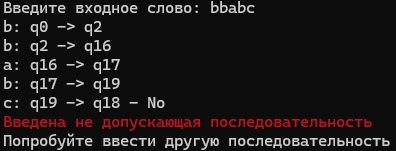 Введите входное слово: bbabc
b: q0 -> q2
b: q2 -> q16
a: q16 -> q17
b: q17 -> q19
c: q19 -> q18 - No
Введена не допускающая последовательность
Попробуйте ввести другую последовательность